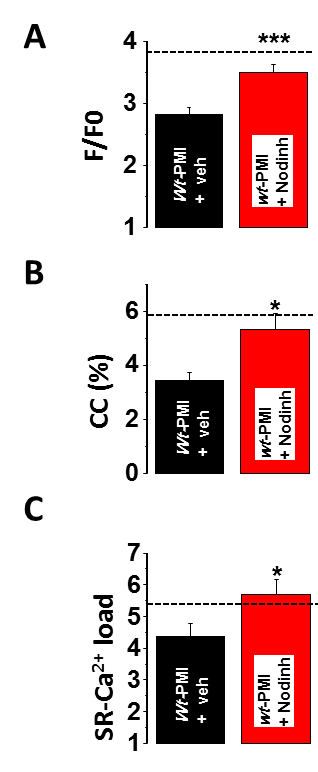 A
4
3
2
1
F/F0
***
Wt-PMI
+ veh
wt-PMI
+ Nodinh
B
6
4
2
0
CC (%)
*
Wt-PMI
+ veh
wt-PMI
+ Nodinh
C
7
6
5
4
3
2
1
SR-Ca²⁺ load
*
Wt-PMI
+ veh
wt-PMI
+ Nodinh